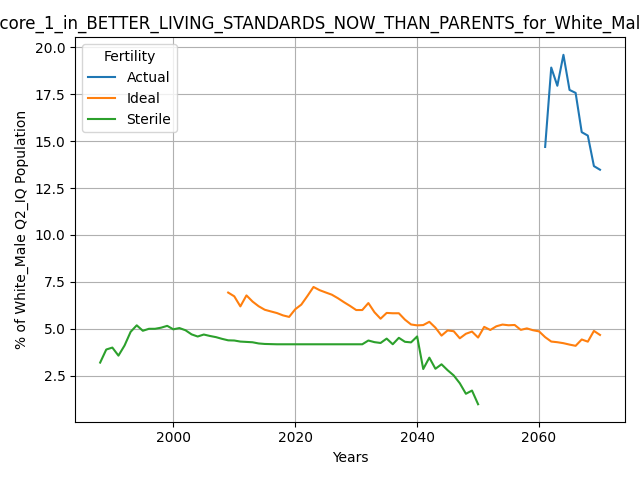 core_1_in_BETTER_LIVING_STANDARDS_NOW_THAN_PARENTS_for_White_Mal
Fertility
Actual
Ideal
Sterile
% of White_Male Q2_IQ Population
20.0
17.5
15.0
12.5
10.0
7.5
5.0
2.5
2000
2020
2040
2060
Years